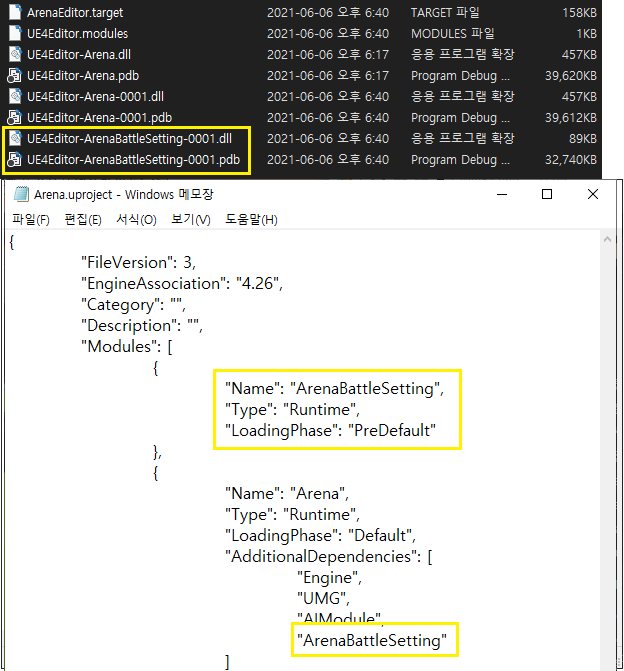 ArenaEditor.target 2021-06-06 오후 6:40 TARGET 파일 158KB
UE4Editor.modules 2021-06-06 오후 6:40 MODULES 파일 1KB
UE4Editor-Arena.dll 2021-06-06 오후 6:17 응용 프로그램 확장 457KB
UE4Editor-Arena.pdb 2021-06-06 오후 6:17 Program Debug ... 39,620KB
UE4Editor-Arena-0001.dll 2021-06-06 오후 6:40 응용 프로그램 확장 457KB
UE4Editor-Arena-0001.pdb 2021-06-06 오후 6:40 Program Debug ... 39,612KB
UE4Editor-ArenaBattleSetting-0001.dll 2021-06-06 오후 6:40 응용 프로그램 확장 89KB
UE4Editor-ArenaBattleSetting-0001.pdb 2021-06-06 오후 6:40 Program Debug ... 32,740KB
Arena.uproject - Windows 메모장
파일(F) 편집(E) 서식(O) 보기(V) 도움말(H)
{
"FileVersion": 3,
"EngineAssociation": "4.26",
"Category": "",
"Description": "",
"Modules": [
{
"Name": "ArenaBattleSetting",
"Type": "Runtime",
"LoadingPhase": "PreDefault"
},
{
"Name": "Arena",
"Type": "Runtime",
"LoadingPhase": "Default",
"AdditionalDependencies": [
"Engine",
"UMG",
"AIModule",
"ArenaBattleSetting"
]